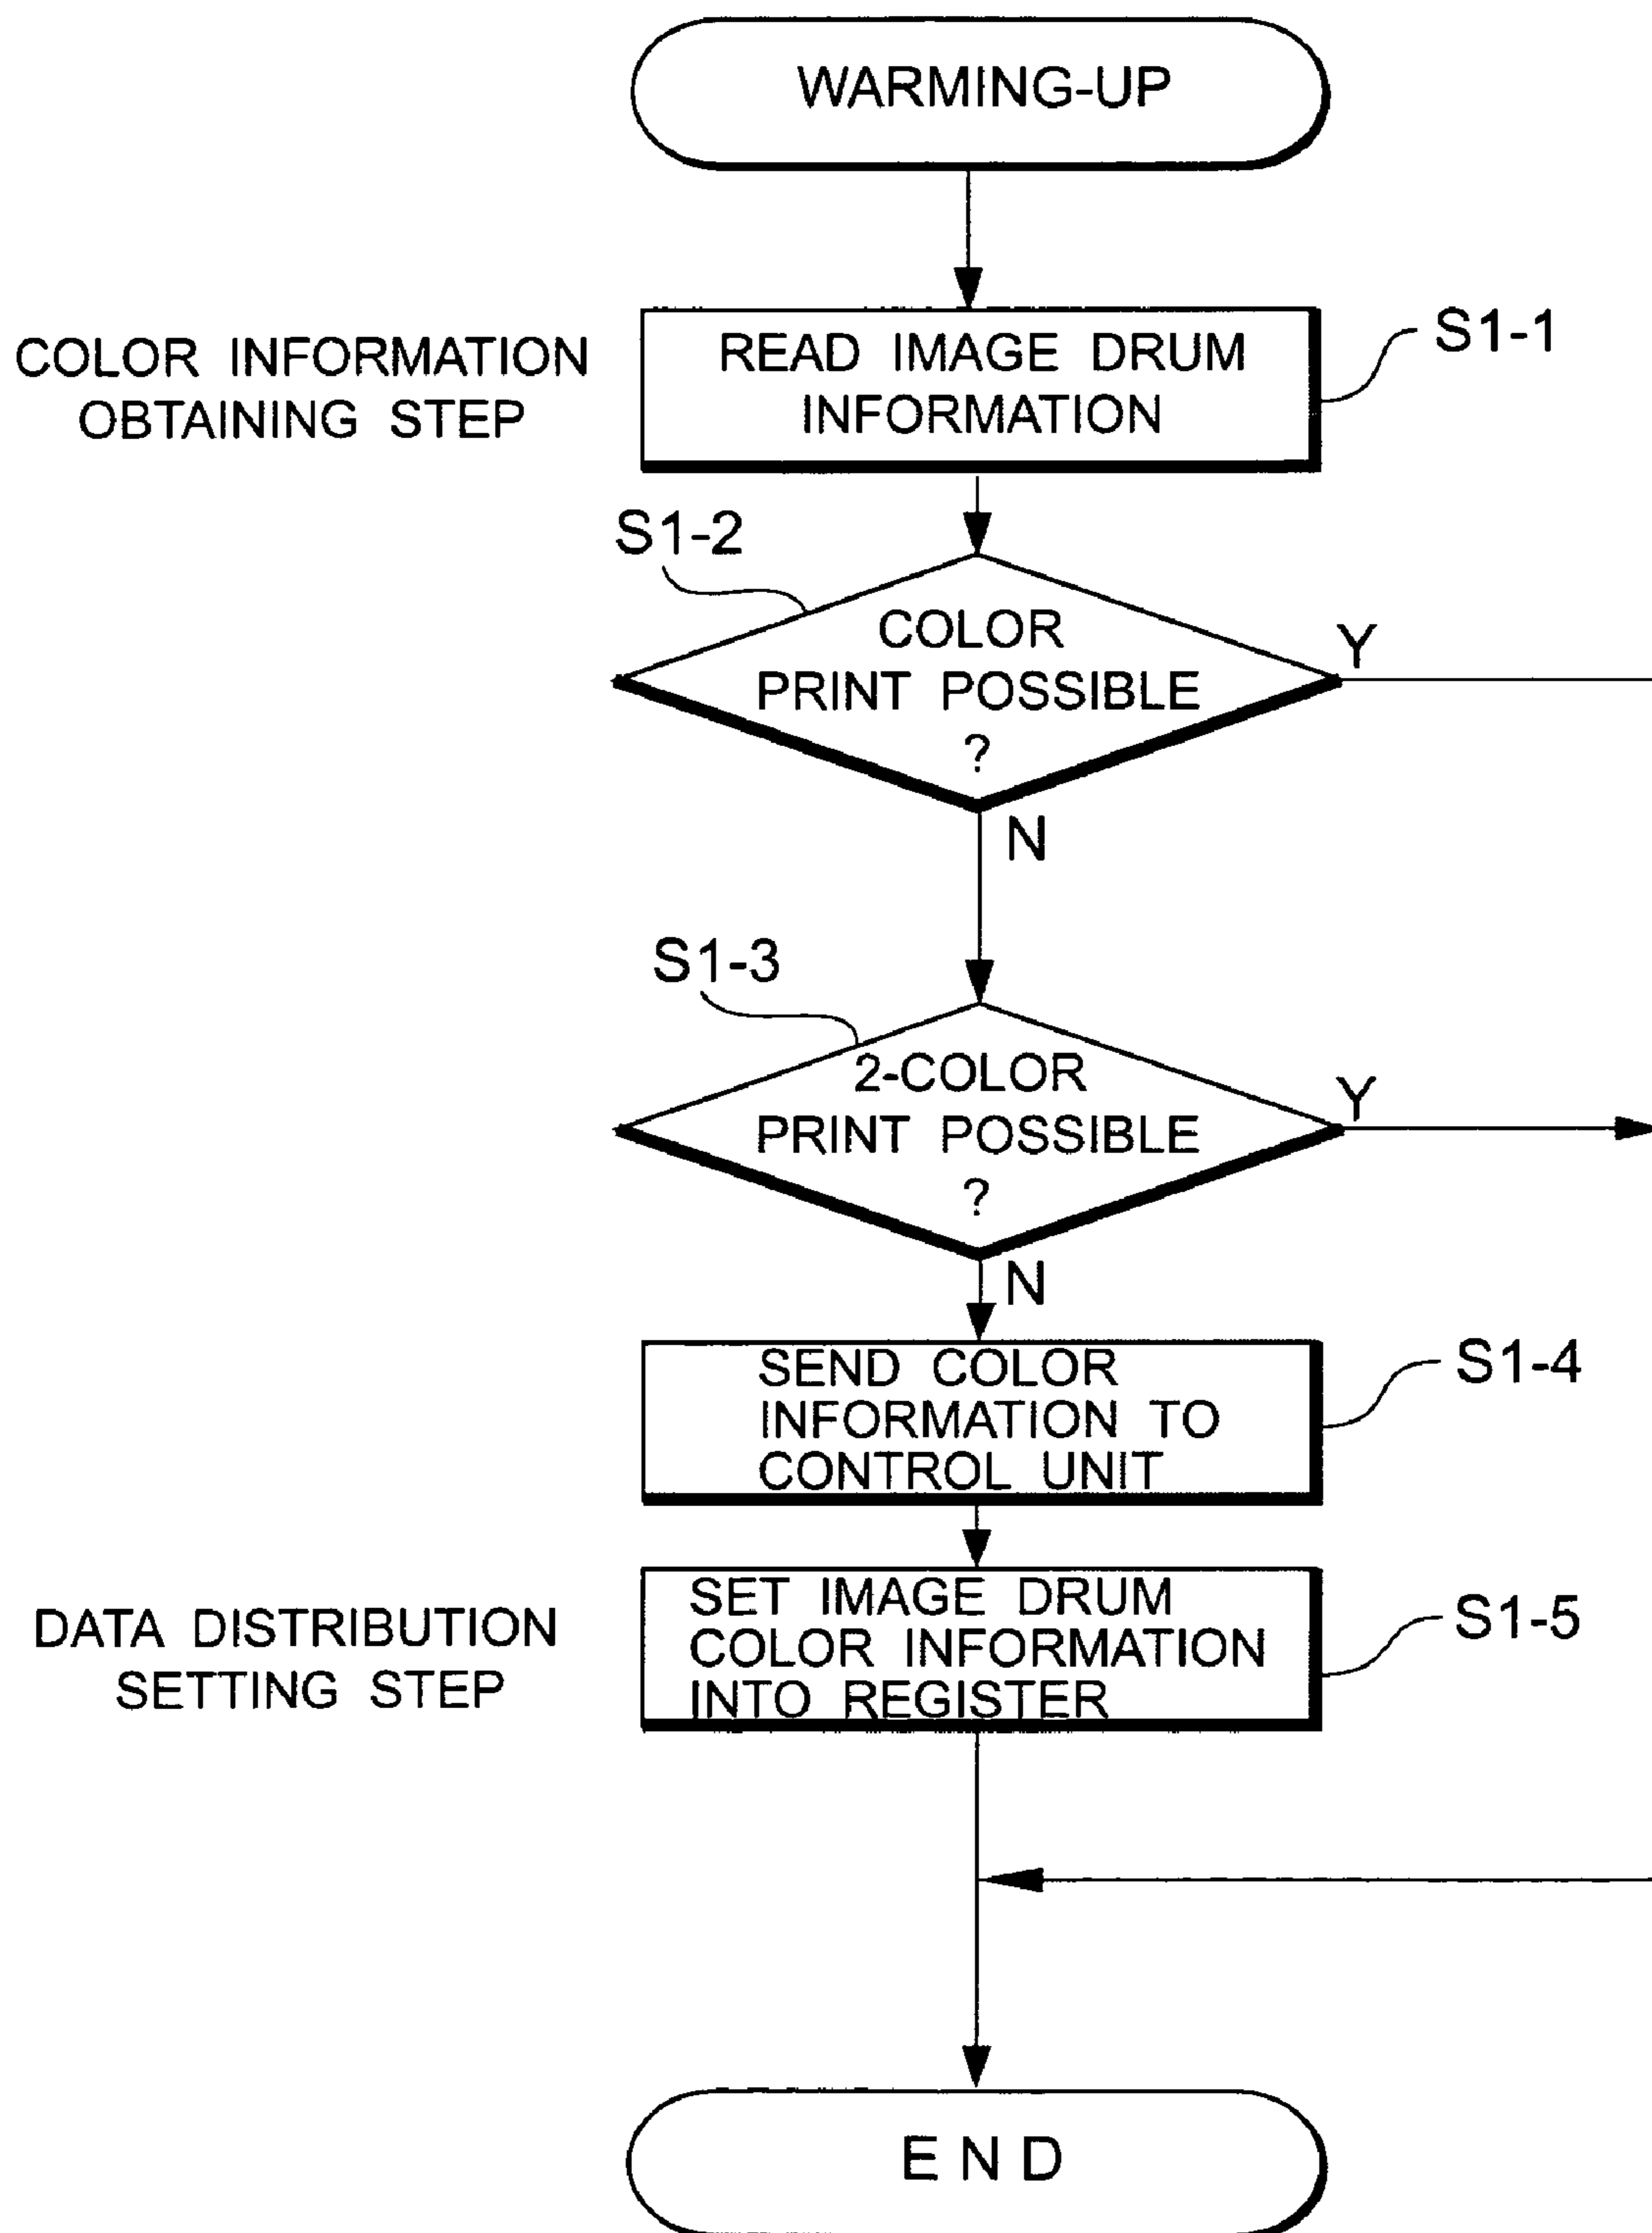 WARMING-UP
COLOR INFORMATION
OBTAINING STEP
READ IMAGE DRUM
INFORMATION
S1-1
S1-2
COLOR
PRINT POSSIBLE
?
Y
N
S1-3
2-COLOR
PRINT POSSIBLE
?
Y
N
SEND COLOR
INFORMATION TO
CONTROL UNIT
S1-4
DATA DISTRIBUTION
SETTING STEP
SET IMAGE DRUM
COLOR INFORMATION
INTO REGISTER
S1-5
END